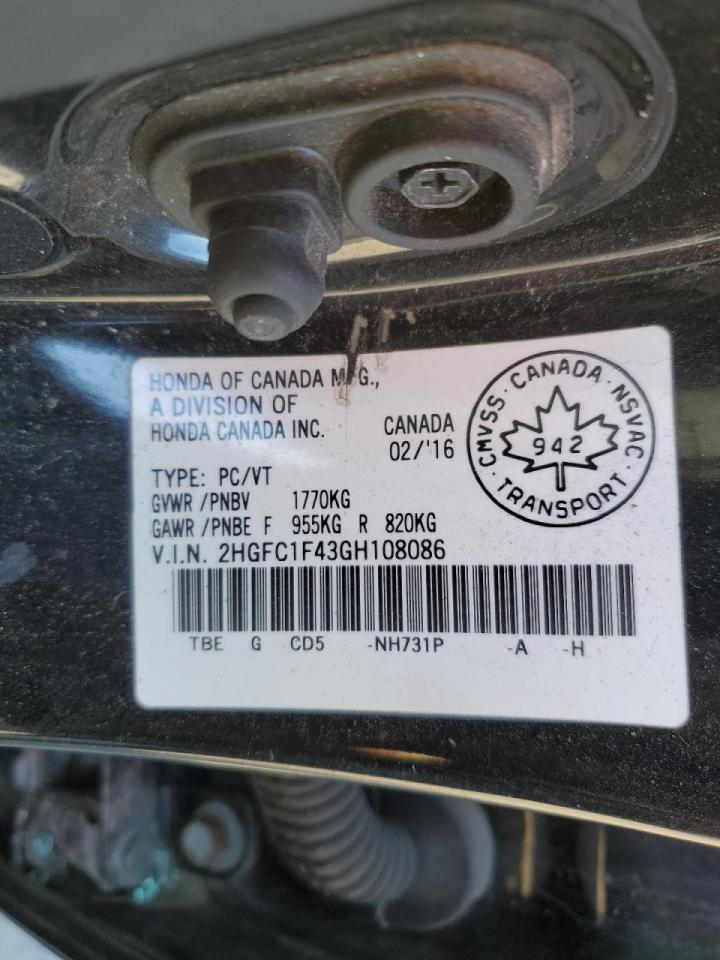 HONDA OF CANADA M G.,
A DIVISION OF
HONDA CANADA INC.
CANADA
02/'16
TYPE: PC/VT
GVWR/PNBV 1770KG
GAWR/PNBE F 955KG R 820KG
V.I.N. 2HGFC1F43GH108086
TBE G CD5 -NH731P -A -H
CMVSS · CANADA · NSVAC
942
· TRANSPORT ·